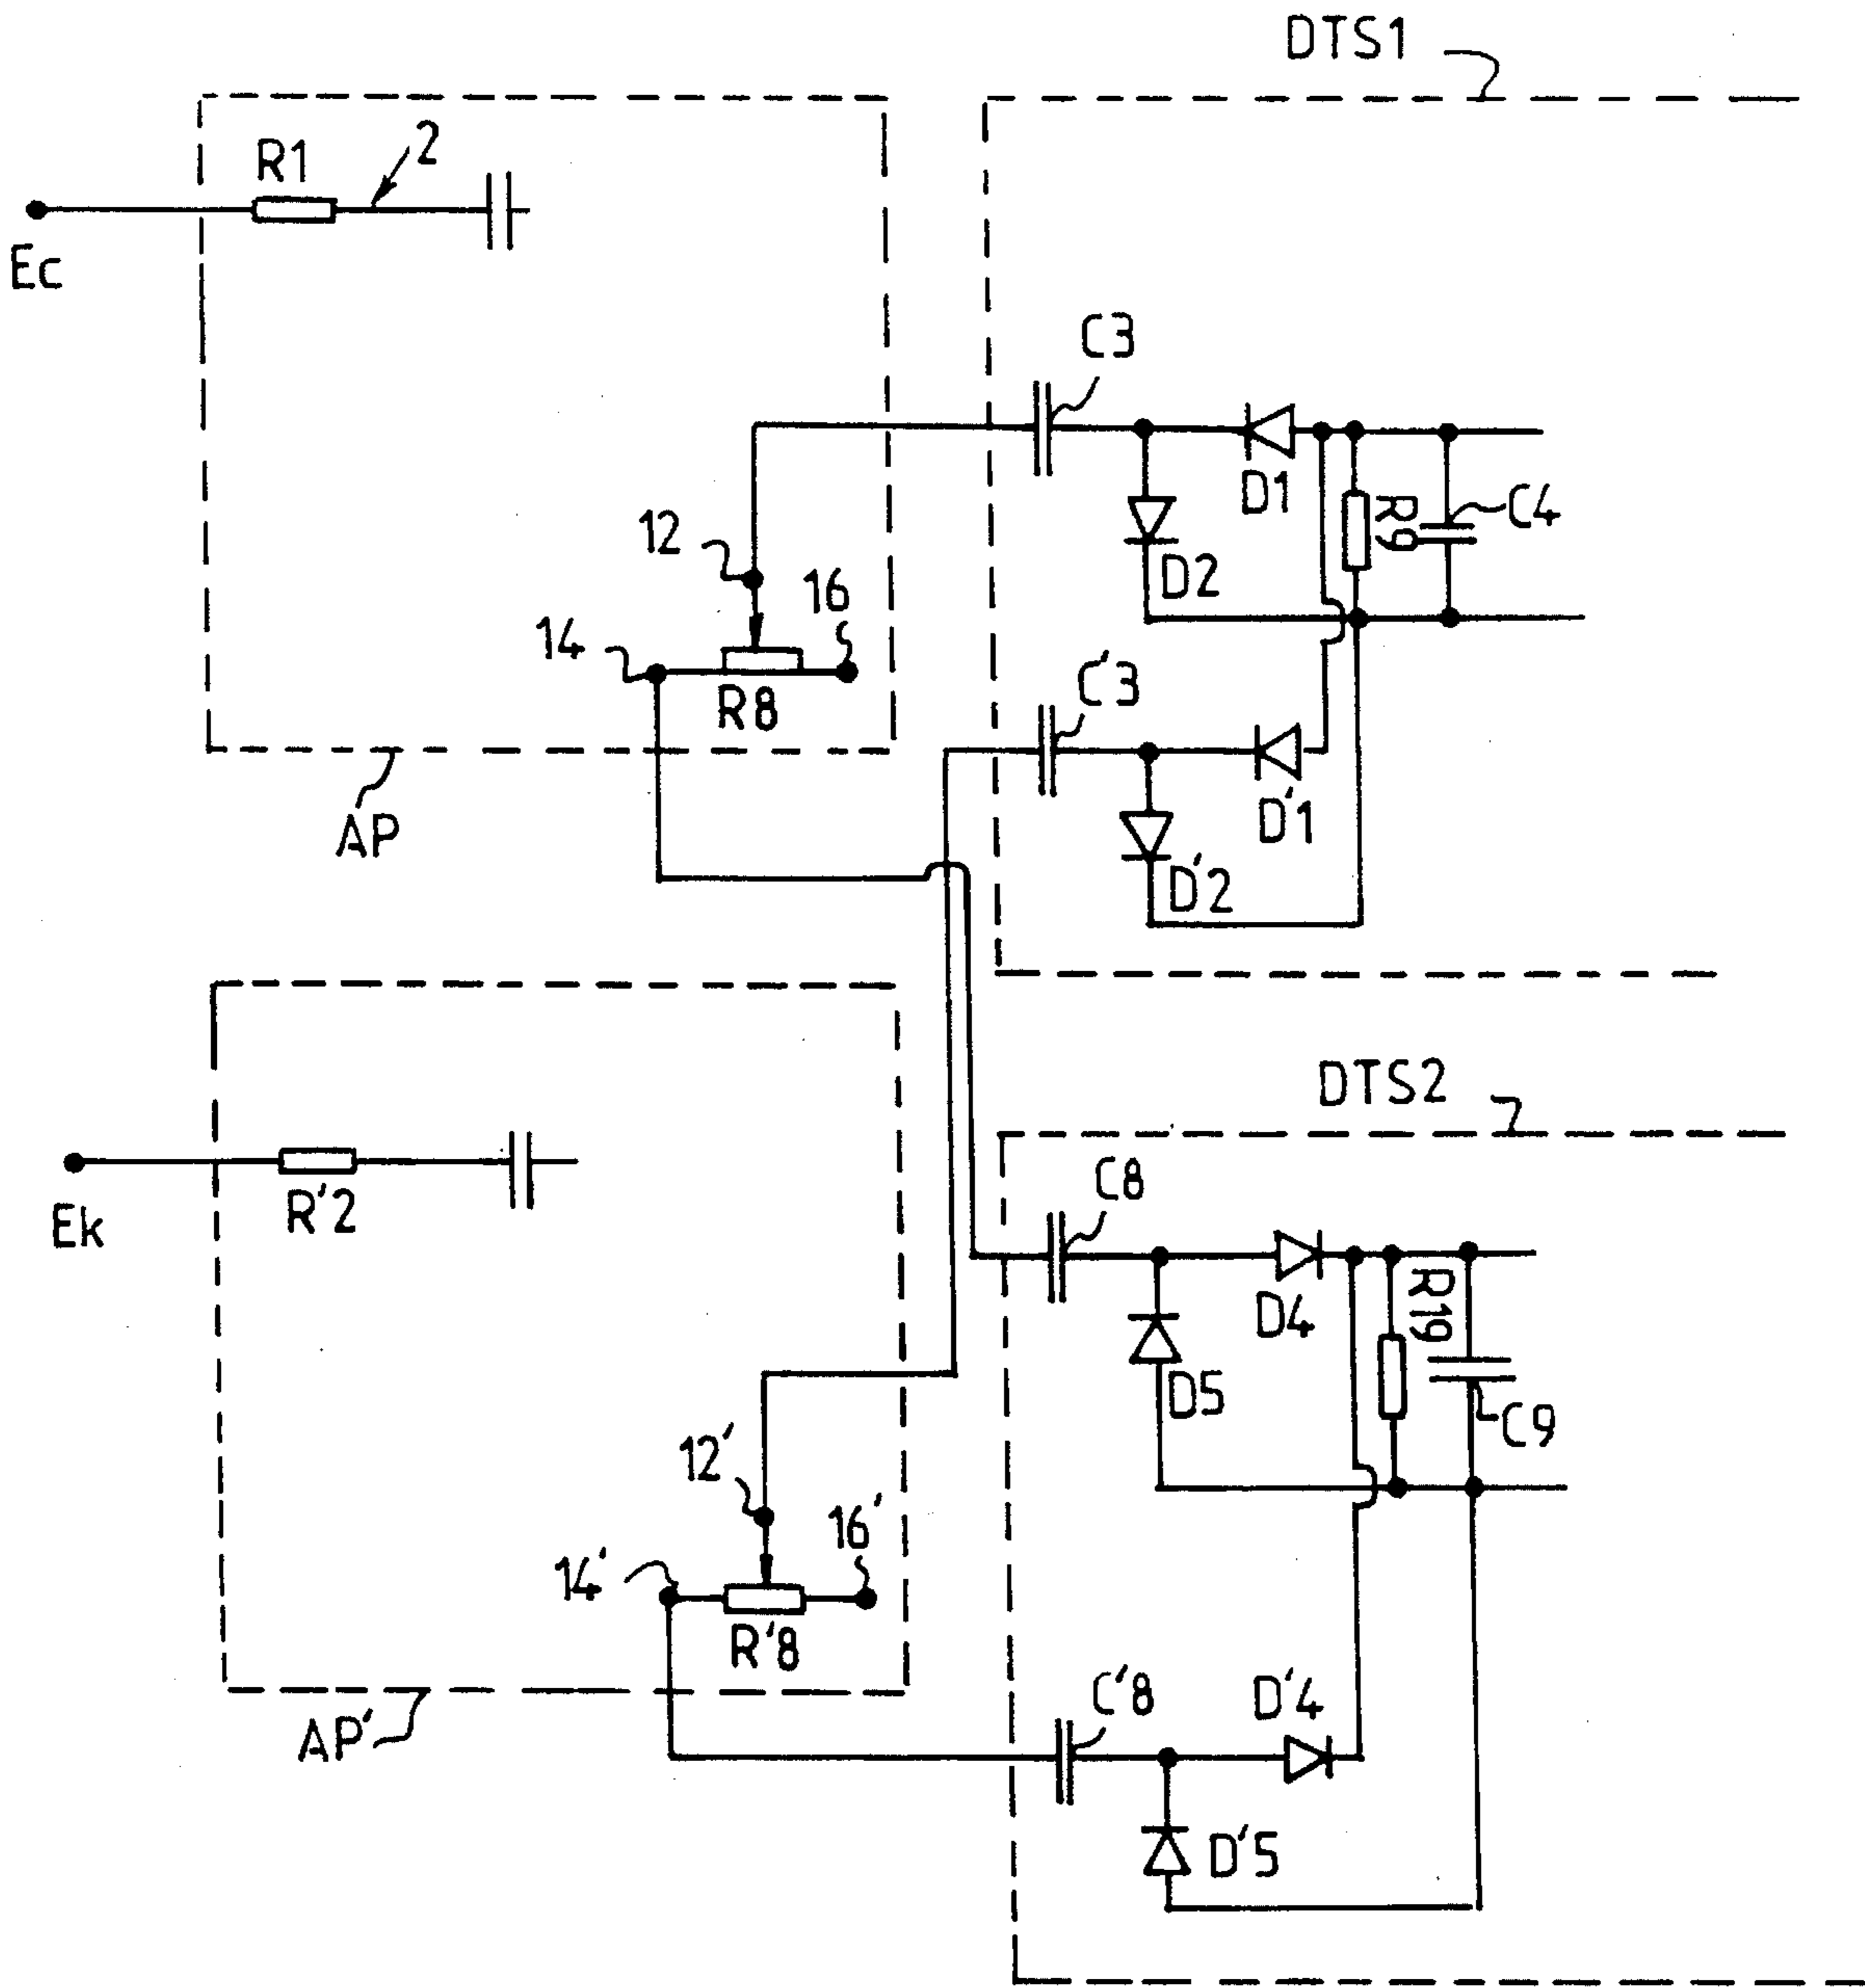 DTS1
R1
2
Ec
C3
D1
R9
C4
12
D2
16
14
R8
C'3
D'1
AP
D'2
DTS2
C8
R'2
Ek
D4
R19
D5
C9
12'
16'
14'
R'8
C'8
D'4
AP'
D'5